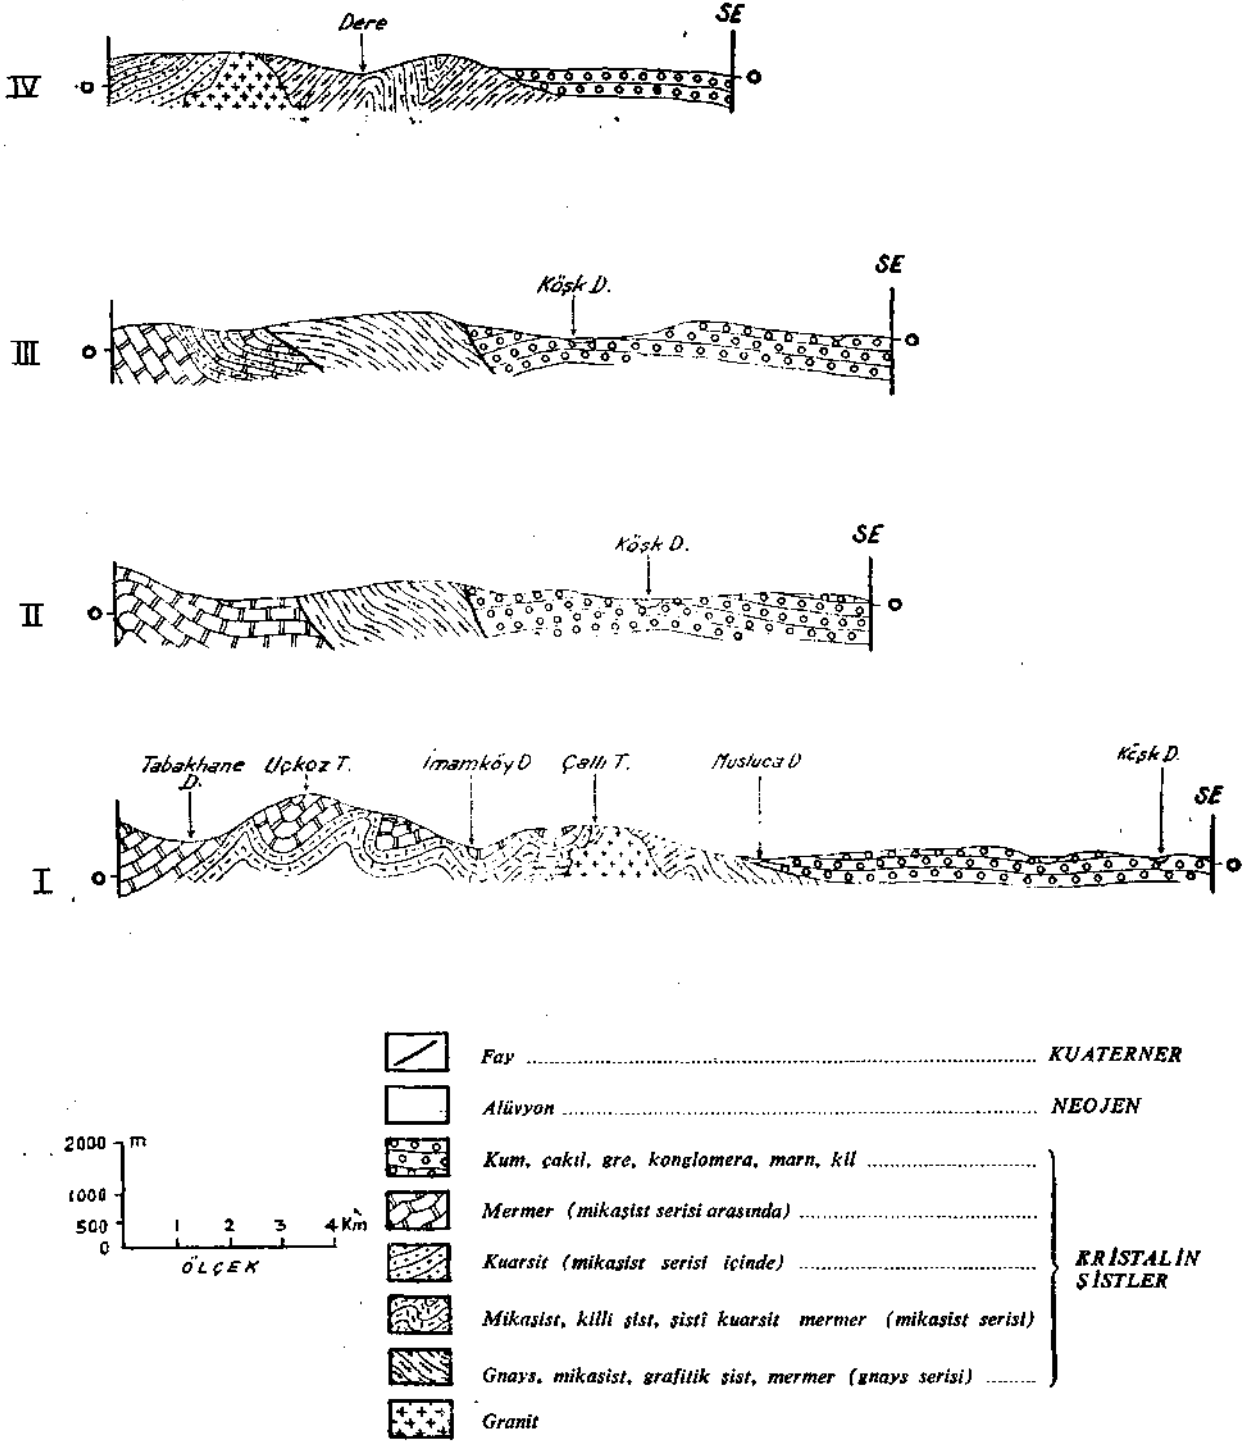 Dere
SE
IV
O
O
SE
Köşk D.
III
O
O
SE
Köşk D.
II
O
O
Tabakhane D.
Uçkoz T.
İmamköy D
Çallı T.
Musluca D
Köşk D.
SE
I
O
O
Fay KUATERNER
Alüvyon NEOJEN
Kum, çakıl, gre, konglomera, marn, kil
Mermer (mikaşist serisi arasında)
Kuarsit (mikaşist serisi içinde)
Mikaşist, killi şist, şisti kuarsit mermer (mikaşist serisi)
Gnays, mikaşist, grafitik şist, mermer (gnays serisi)
Granit
KRİSTALİN
ŞİSTLER
2000 m
1000
500
0
1 2 3 4 Km
ÖLÇEK